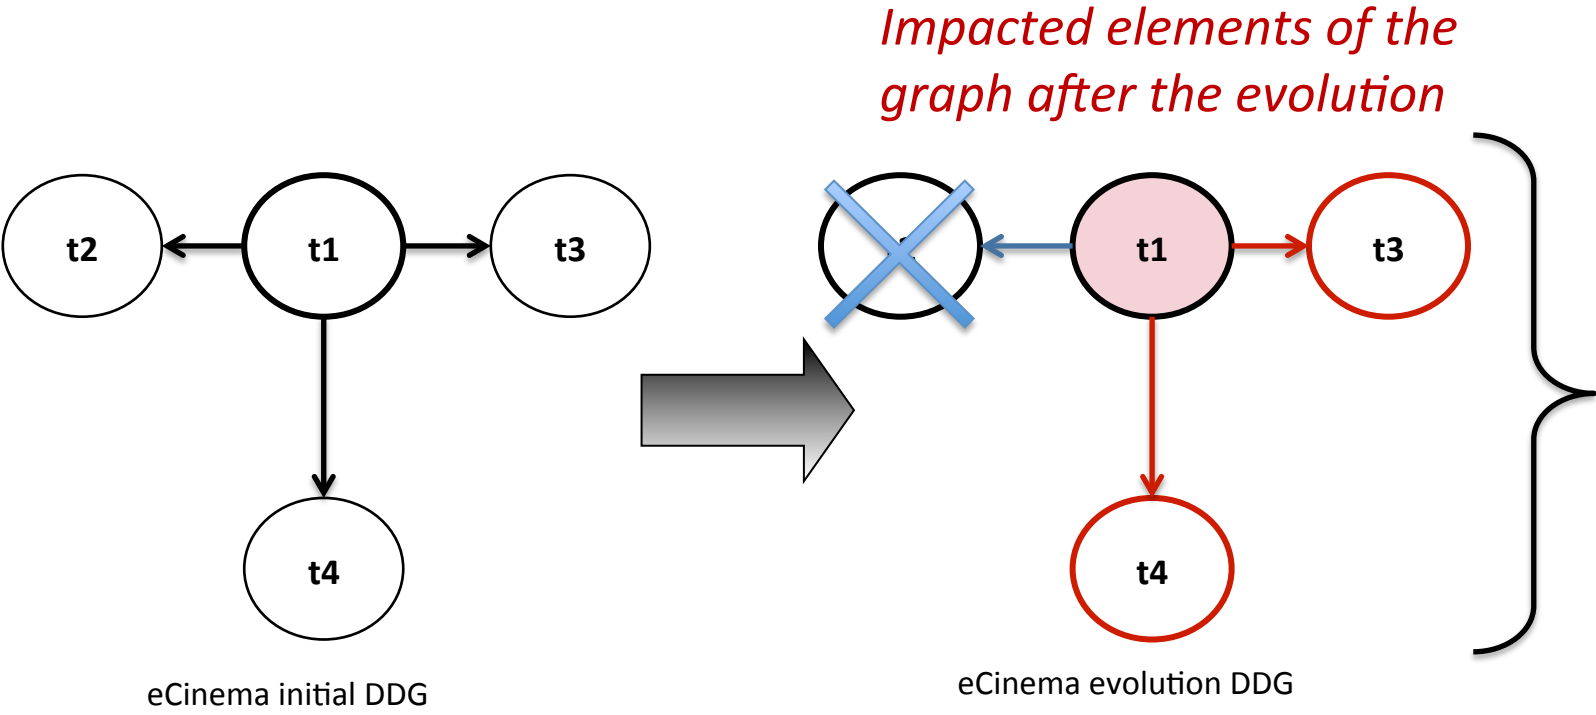 Impacted elements of the
graph after the evolution
t2
t1
t3
t1
t3
t4
t4
eCinema initial DDG
eCinema evolution DDG